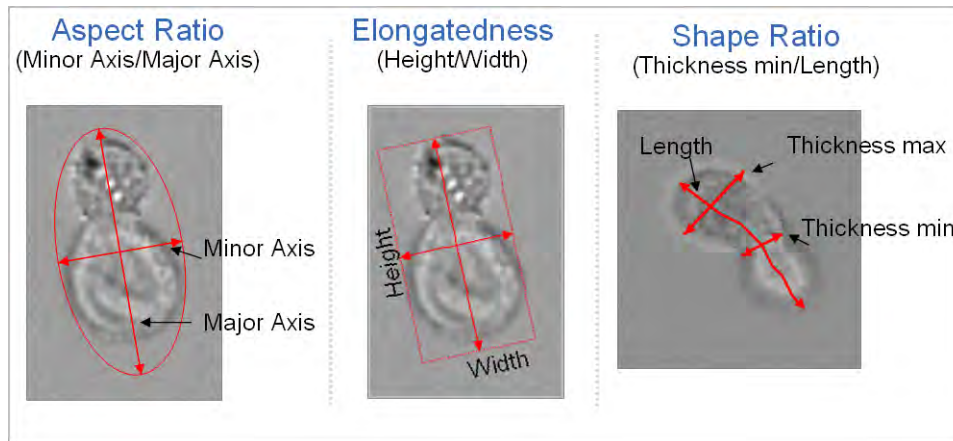 Aspect Ratio
(Minor Axis/Major Axis)
Minor Axis
Major Axis
Elongatedness
(Height/Width)
Height
Width
Shape Ratio
(Thickness min/Length)
Length
Thickness max
Thickness min